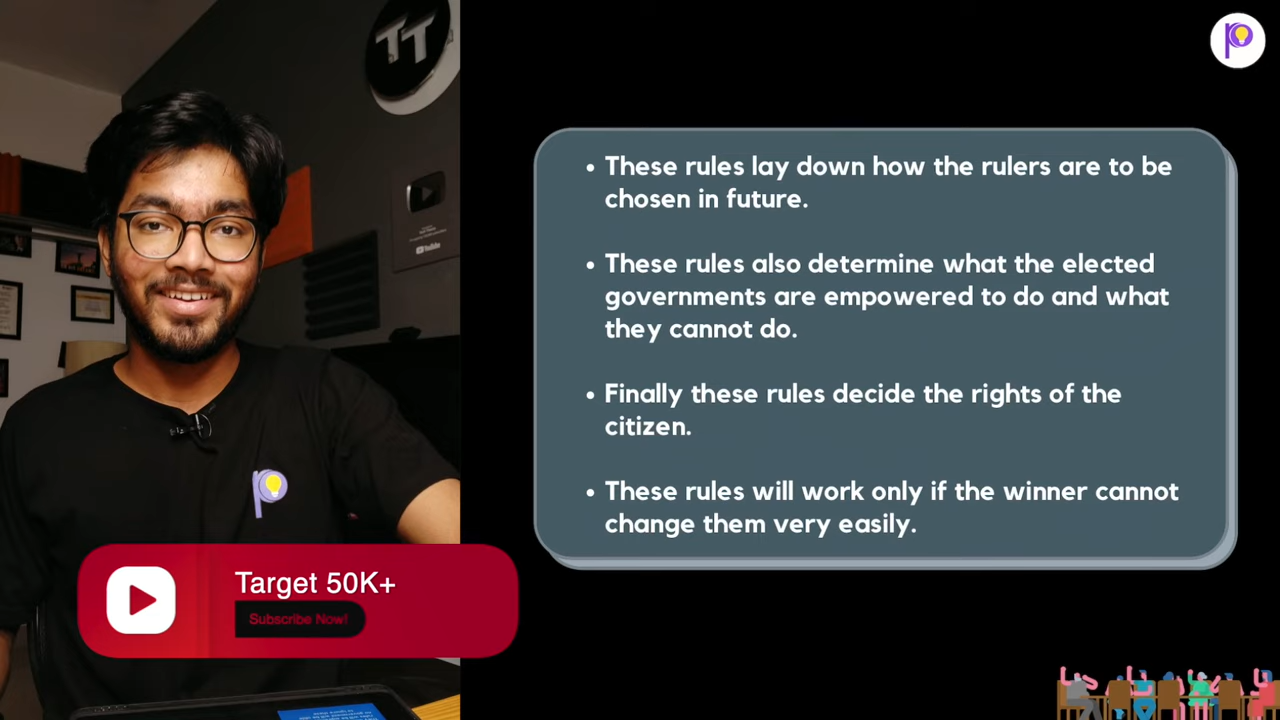 TT
These rules lay down how the rulers are to be
chosen in future.
These rules also determine what the elected
governments are empowered to do and what
they cannot do.
Finally these rules decide the rights of the
citizen.
These rules will work only if the winner cannot
change them very easily.
YouTube
Target 50K+
Subscribe Now!